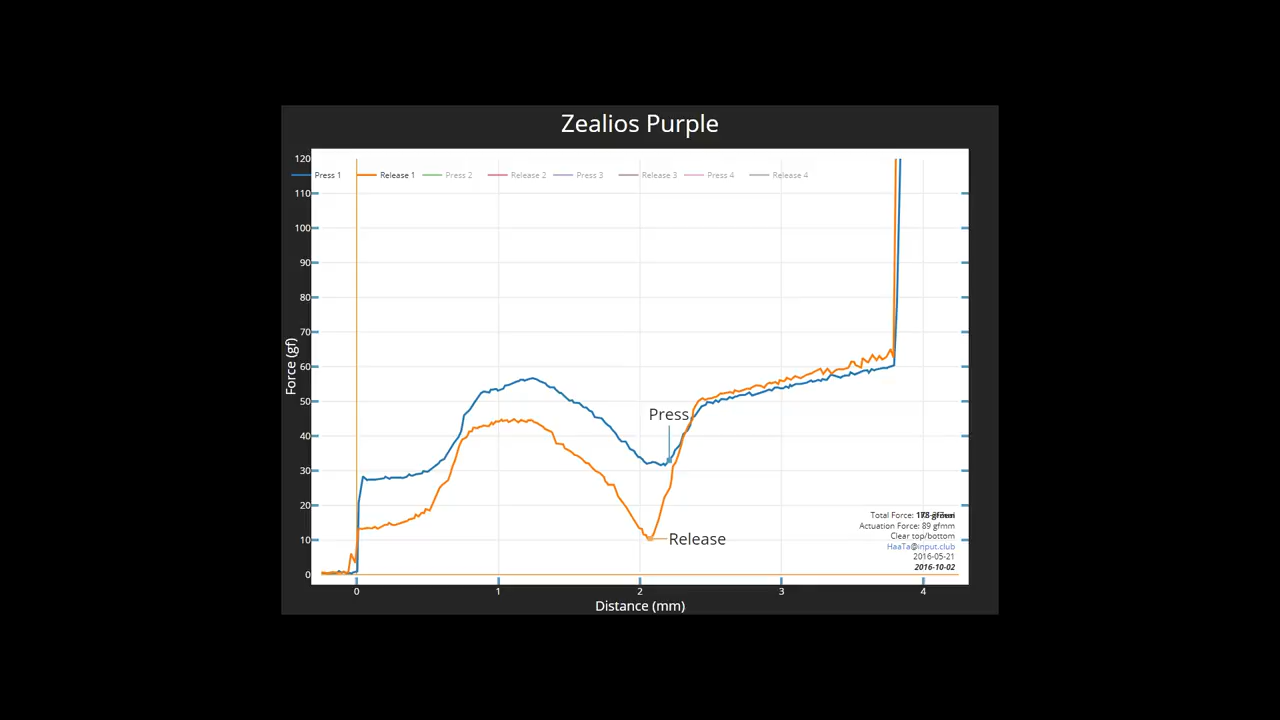 Zealios Purple
120
Press 1 Release 1 Press 2 Release 2 Press 3 Release 3 Press 4 Release 4
110
100
90
80
70
60
50
40
30
20
10
0
Force (gf)
Press
Release
Total Force:
Actuation Force: 89 gfmm
Clear top/bottom
HaaTa@input.club
2016-05-21
2016-10-02
0 1 2 3 4
Distance (mm)